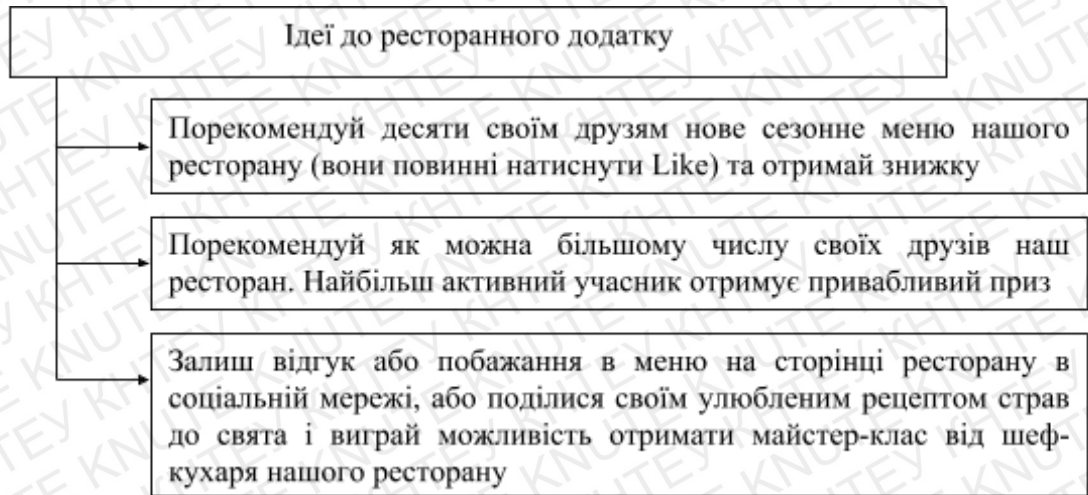 Ідеї до ресторанного додатку
Порекомендуй десяти своїм друзям нове сезонне меню нашого
ресторану (вони повинні натиснути Like) та отримай знижку
Порекомендуй як можна більшому числу своїх друзів наш
ресторан. Найбільш активний учасник отримує привабливий приз
Залиш відгук або побажання в меню на сторінці ресторану в
соціальній мережі, або поділися своїм улюбленим рецептом страв
до свята і виграй можливість отримати майстер-клас від шеф-
кухаря нашого ресторану